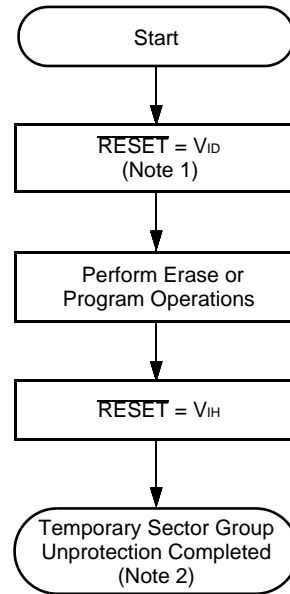 Start
RESET = VID
(Note 1)
Perform Erase or
Program Operations
RESET = VIH
Temporary Sector Group
Unprotection Completed
(Note 2)